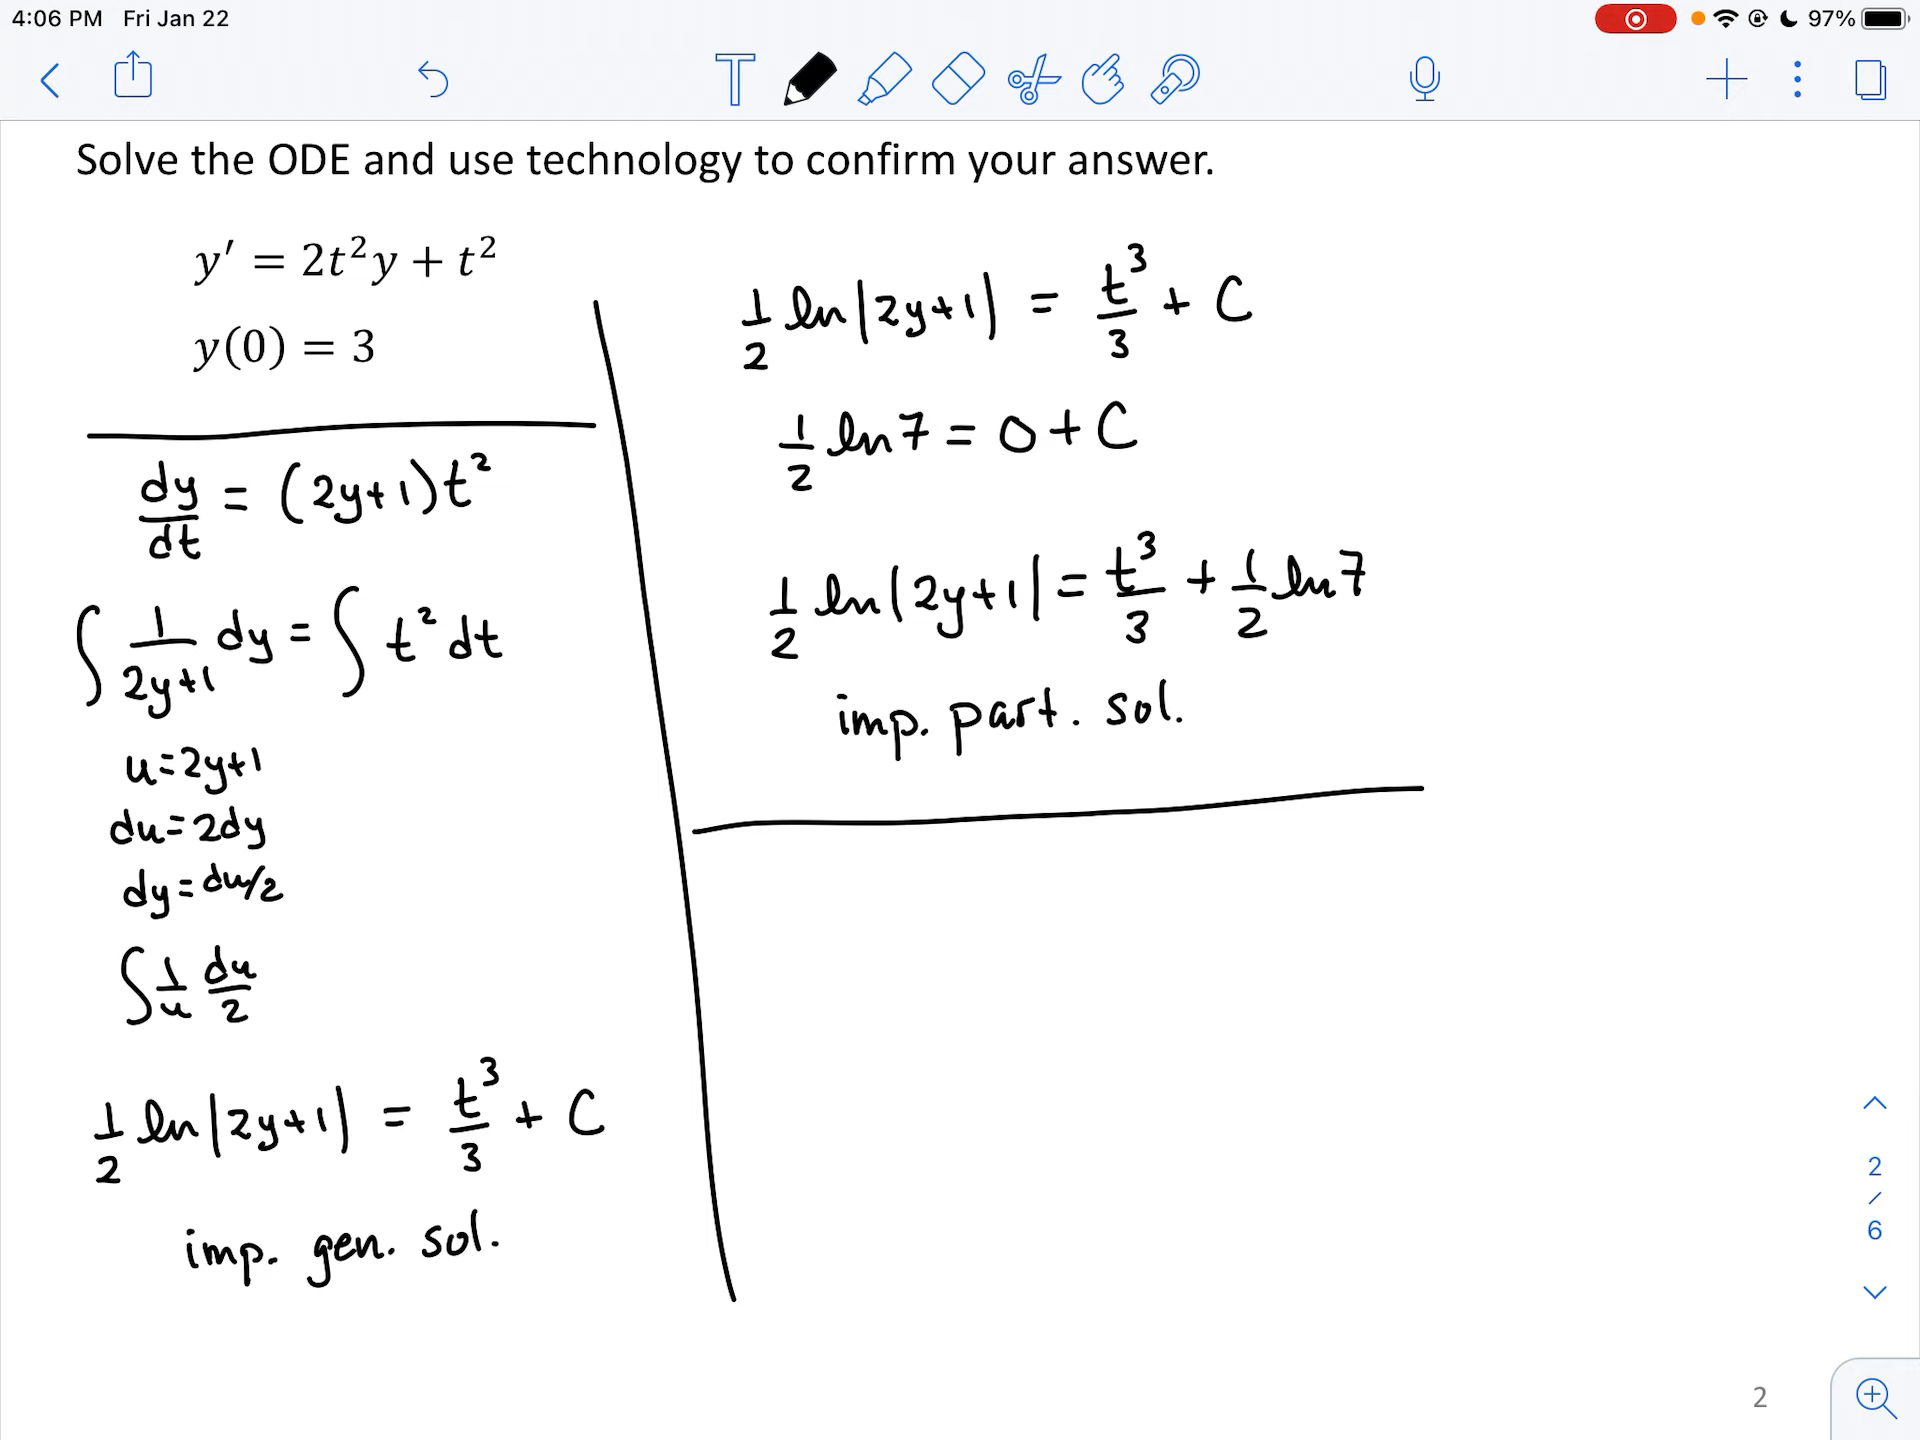 4:06 PM Fri Jan 22
97%
Solve the ODE and use technology to confirm your answer.
y′ = 2t²y + t²
y(0) = 3
dy/dt = (2y+1)t²
∫ 1/(2y+1) dy = ∫ t² dt
u=2y+1
du=2dy
dy=du/2
∫ 1/u du/2
1/2 ln|2y+1| = t³/3 + C
imp. gen. sol.
1/2 ln|2y+1| = t³/3 + C
1/2 ln7 = 0 + C
1/2 ln|2y+1| = t³/3 + 1/2 ln7
imp. part. sol.
2
/
6
2